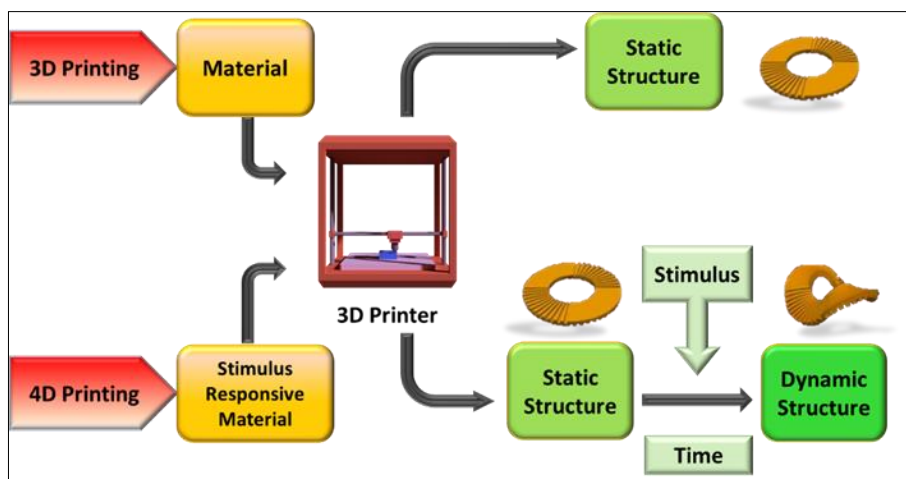 3D Printing
Material
Static
Structure
3D Printer
4D Printing
Stimulus
Responsive
Material
Static
Structure
Stimulus
Time
Dynamic
Structure